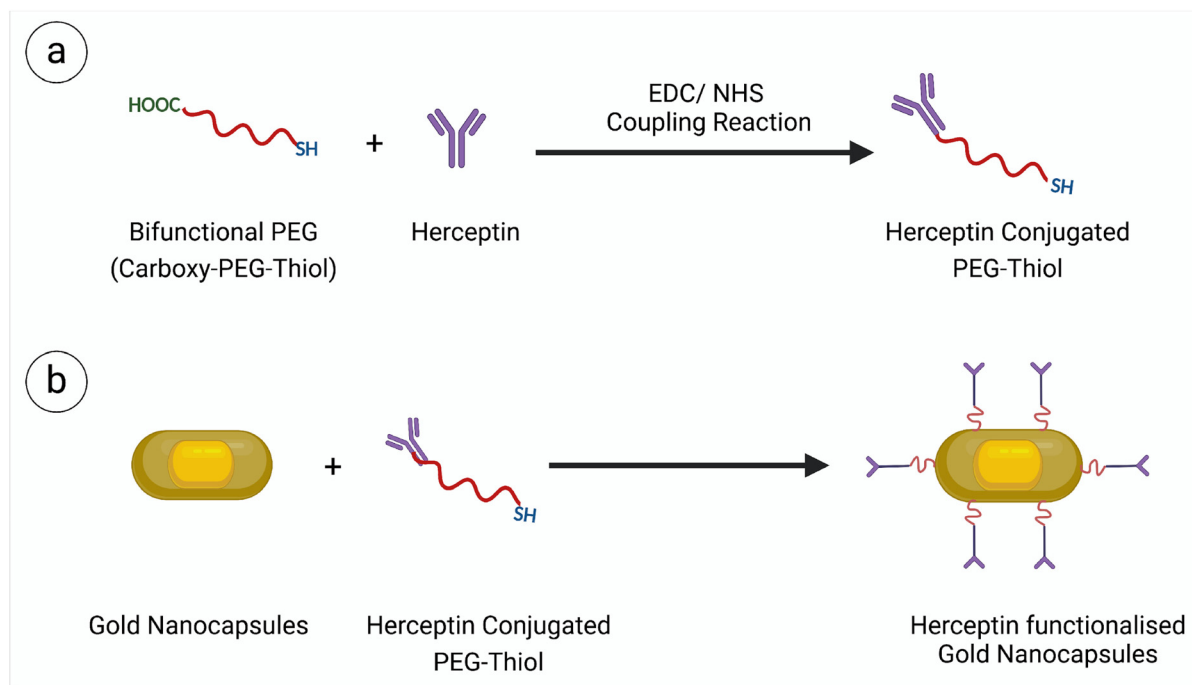 a
HOOC
SH
+
EDC/ NHS
Coupling Reaction
SH
Bifunctional PEG
(Carboxy-PEG-Thiol)
Herceptin
Herceptin Conjugated
PEG-Thiol
b
+
SH
Gold Nanocapsules
Herceptin Conjugated
PEG-Thiol
Herceptin functionalised
Gold Nanocapsules